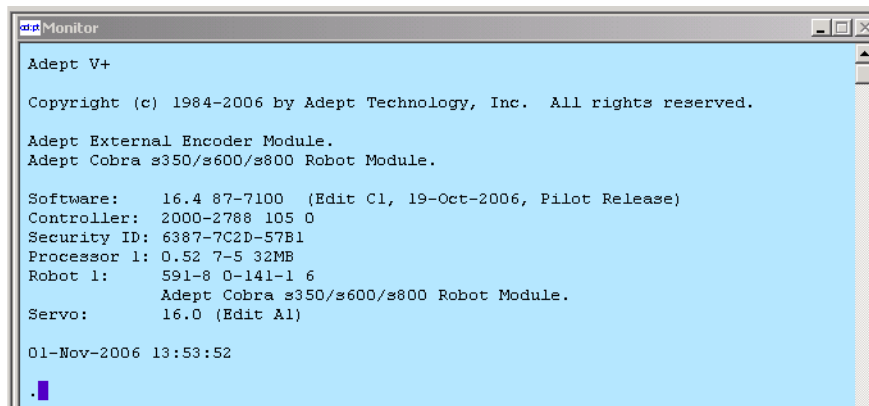 adept Monitor
Adept V+
Copyright (c) 1984-2006 by Adept Technology, Inc.  All rights reserved.
Adept External Encoder Module.
Adept Cobra s350/s600/s800 Robot Module.
Software:     16.4 87-7100  (Edit C1, 19-Oct-2006, Pilot Release)
Controller:  2000-2788 105 0
Security ID: 6387-7C2D-57B1
Processor 1: 0.52 7-5 32MB
Robot 1:      591-8 0-141-1 6
Adept Cobra s350/s600/s800 Robot Module.
Servo:        16.0 (Edit A1)
01-Nov-2006 13:53:52
.